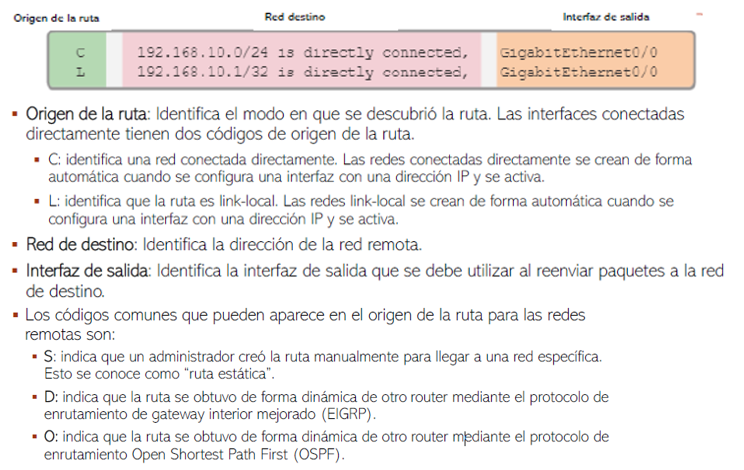 Origen de la ruta Red destino Interfaz de salida
C 192.168.10.0/24 is directly connected, GigabitEthernet0/0
L 192.168.10.1/32 is directly connected, GigabitEthernet0/0
▪ Origen de la ruta: Identifica el modo en que se descubrió la ruta. Las interfaces conectadas
directamente tienen dos códigos de origen de la ruta.
▪ C: identifica una red conectada directamente. Las redes conectadas directamente se crean de forma
automática cuando se configura una interfaz con una dirección IP y se activa.
▪ L: identifica que la ruta es link-local. Las redes link-local se crean de forma automática cuando se
configura una interfaz con una dirección IP y se activa.
▪ Red de destino: Identifica la dirección de la red remota.
▪ Interfaz de salida: Identifica la interfaz de salida que se debe utilizar al reenviar paquetes a la red
de destino.
▪ Los códigos comunes que pueden aparece en el origen de la ruta para las redes
remotas son:
▪ S: indica que un administrador creó la ruta manualmente para llegar a una red específica.
Esto se conoce como “ruta estática”.
▪ D: indica que la ruta se obtuvo de forma dinámica de otro router mediante el protocolo de
enrutamiento de gateway interior mejorado (EIGRP).
▪ O: indica que la ruta se obtuvo de forma dinámica de otro router mediante el protocolo de
enrutamiento Open Shortest Path First (OSPF).